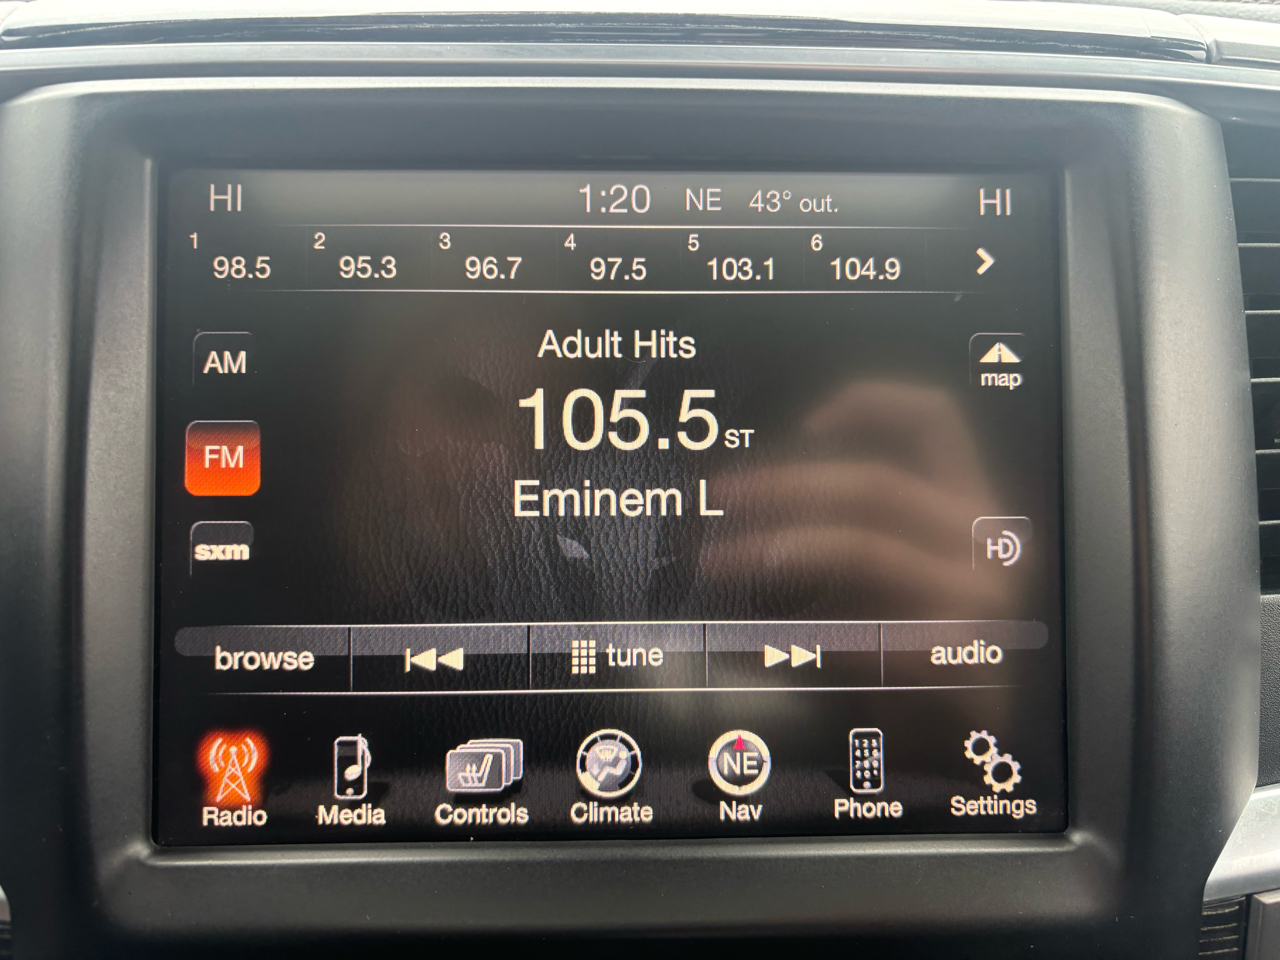 HI 1:20 NE 43° out. HI
1 98.5 2 95.3 3 96.7 4 97.5 5 103.1 6 104.9
Adult Hits
AM
map
105.5 ST
FM
Eminem L
sxm
HD
browse tune audio
NE
Radio Media Controls Climate Nav Phone Settings